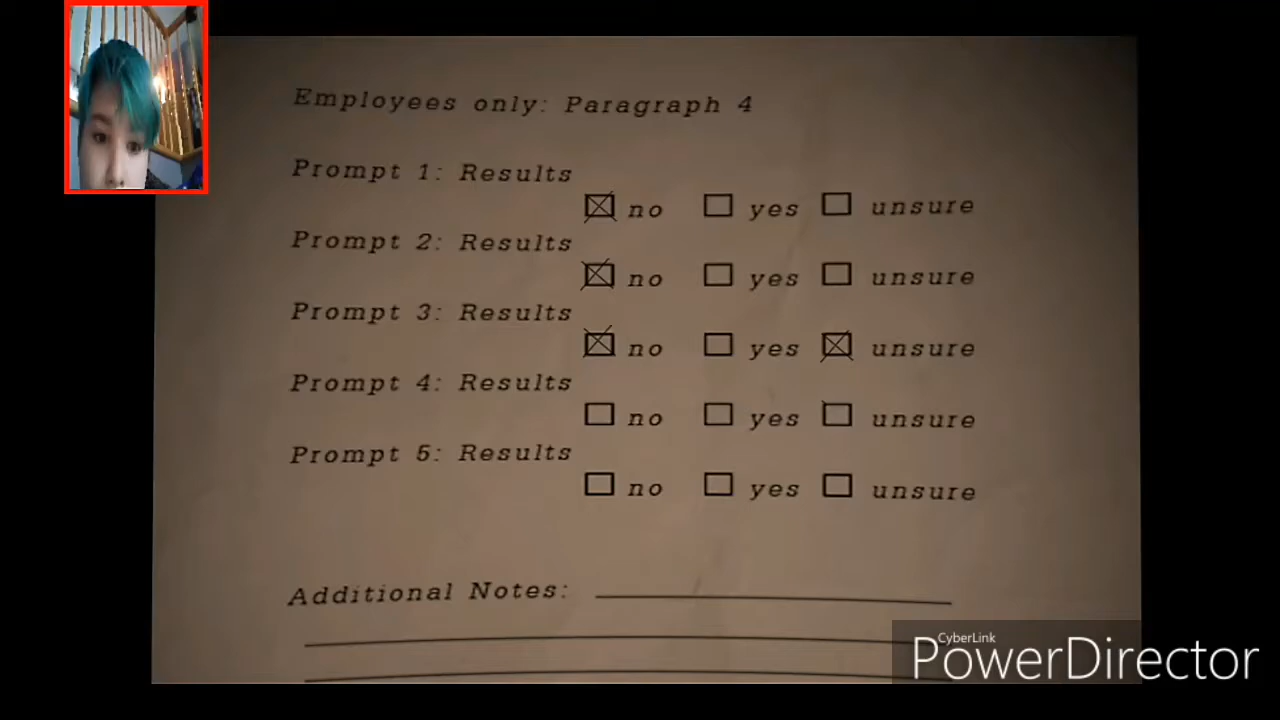 Employees only: Paragraph 4
Prompt 1: Results
no yes unsure
Prompt 2: Results
no yes unsure
Prompt 3: Results
no yes unsure
Prompt 4: Results
no yes unsure
Prompt 5: Results
no yes unsure
Additional Notes:
CyberLink
PowerDirector